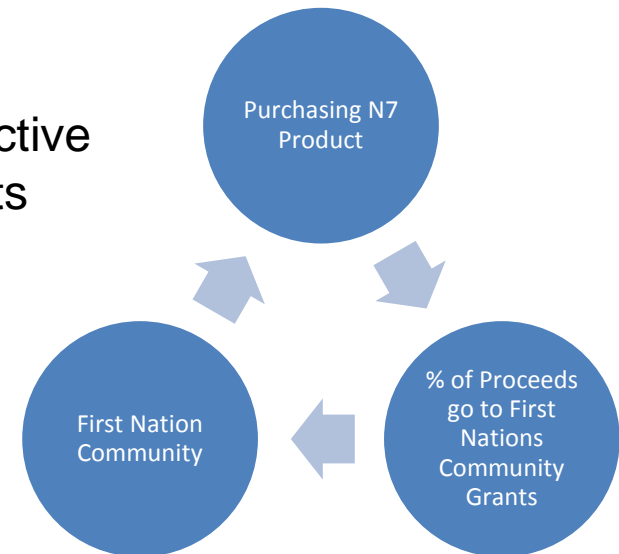 Purchasing N7
Product
% of Proceeds
go to First
Nations
Community
Grants
First Nation
Community